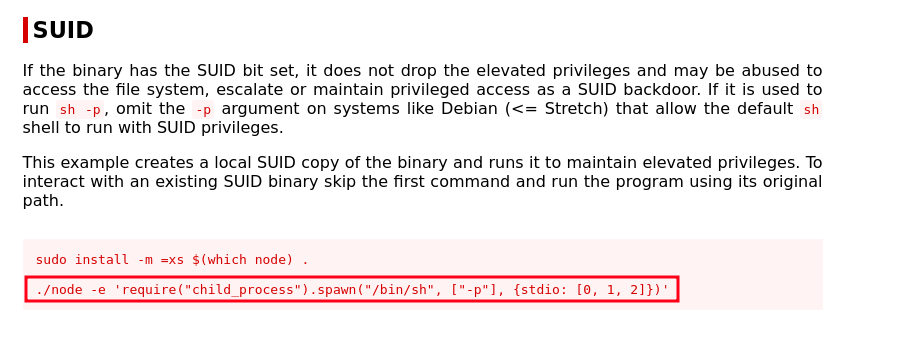 SUID
If the binary has the SUID bit set, it does not drop the elevated privileges and may be abused to
access the file system, escalate or maintain privileged access as a SUID backdoor. If it is used to
run sh -p, omit the -p argument on systems like Debian (<= Stretch) that allow the default sh
shell to run with SUID privileges.
This example creates a local SUID copy of the binary and runs it to maintain elevated privileges. To
interact with an existing SUID binary skip the first command and run the program using its original
path.
sudo install -m =xs $(which node) .
./node -e 'require("child_process").spawn("/bin/sh", ["-p"], {stdio: [0, 1, 2]})'